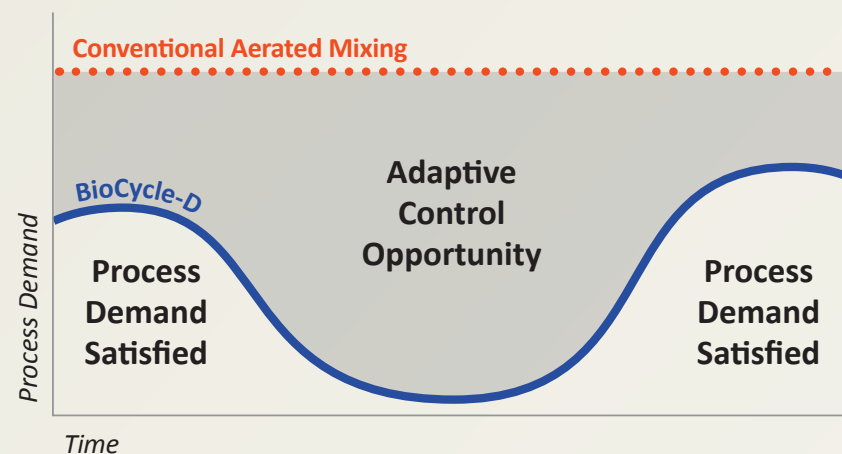 Conventional Aerated Mixing
BioCycle-D
Adaptive
Control
Opportunity
Process
Demand
Satisfied
Process
Demand
Satisfied
Process Demand
Time